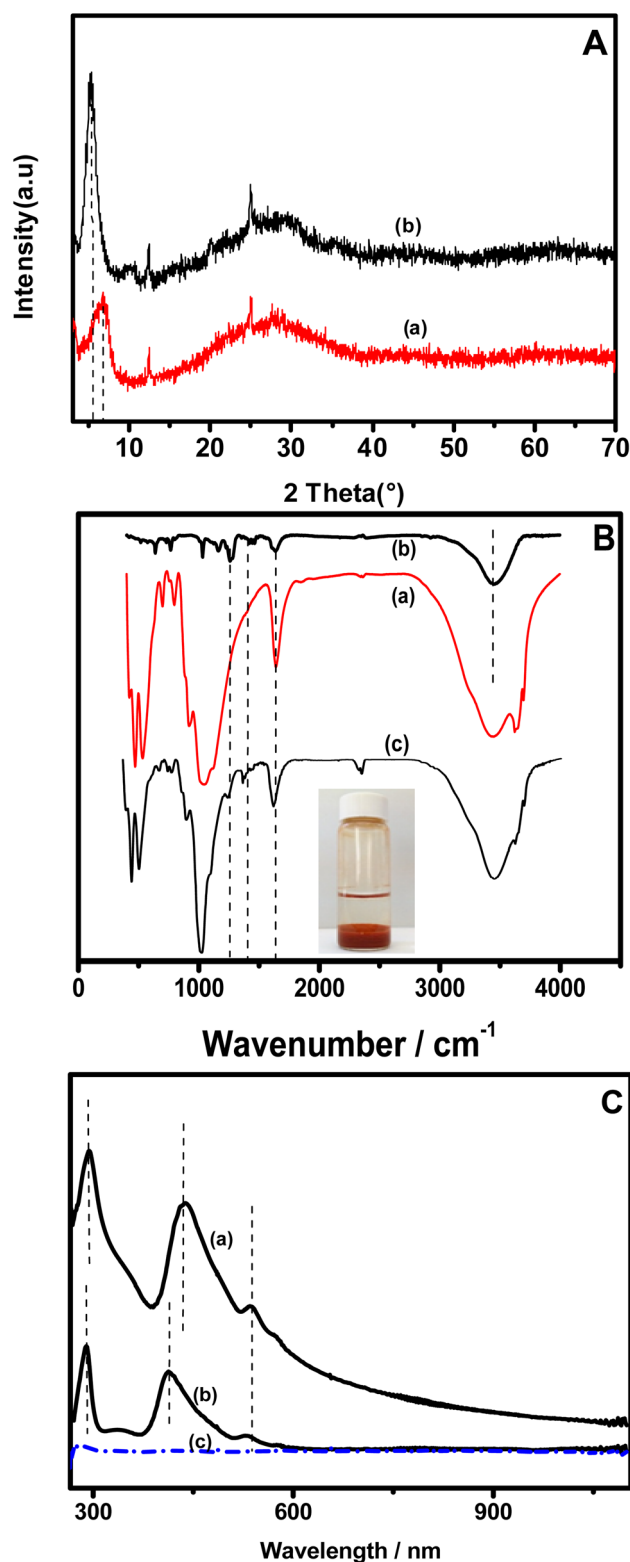 A
Intensity(a.u)
(b)
(a)
10 20 30 40 50 60 70
2 Theta(°)
B
(b)
(a)
(c)
0 1000 2000 3000 4000
Wavenumber / cm-1
C
(a)
(b)
(c)
300 600 900
Wavelength / nm